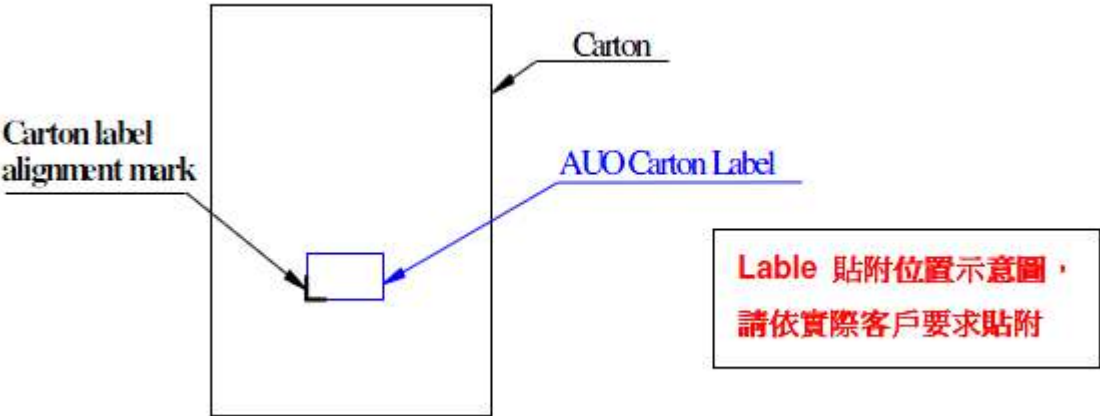 Carton
Carton label
alignment mark
AUO Carton Label
Lable 貼附位置示意圖，
請依實際客戶要求貼附